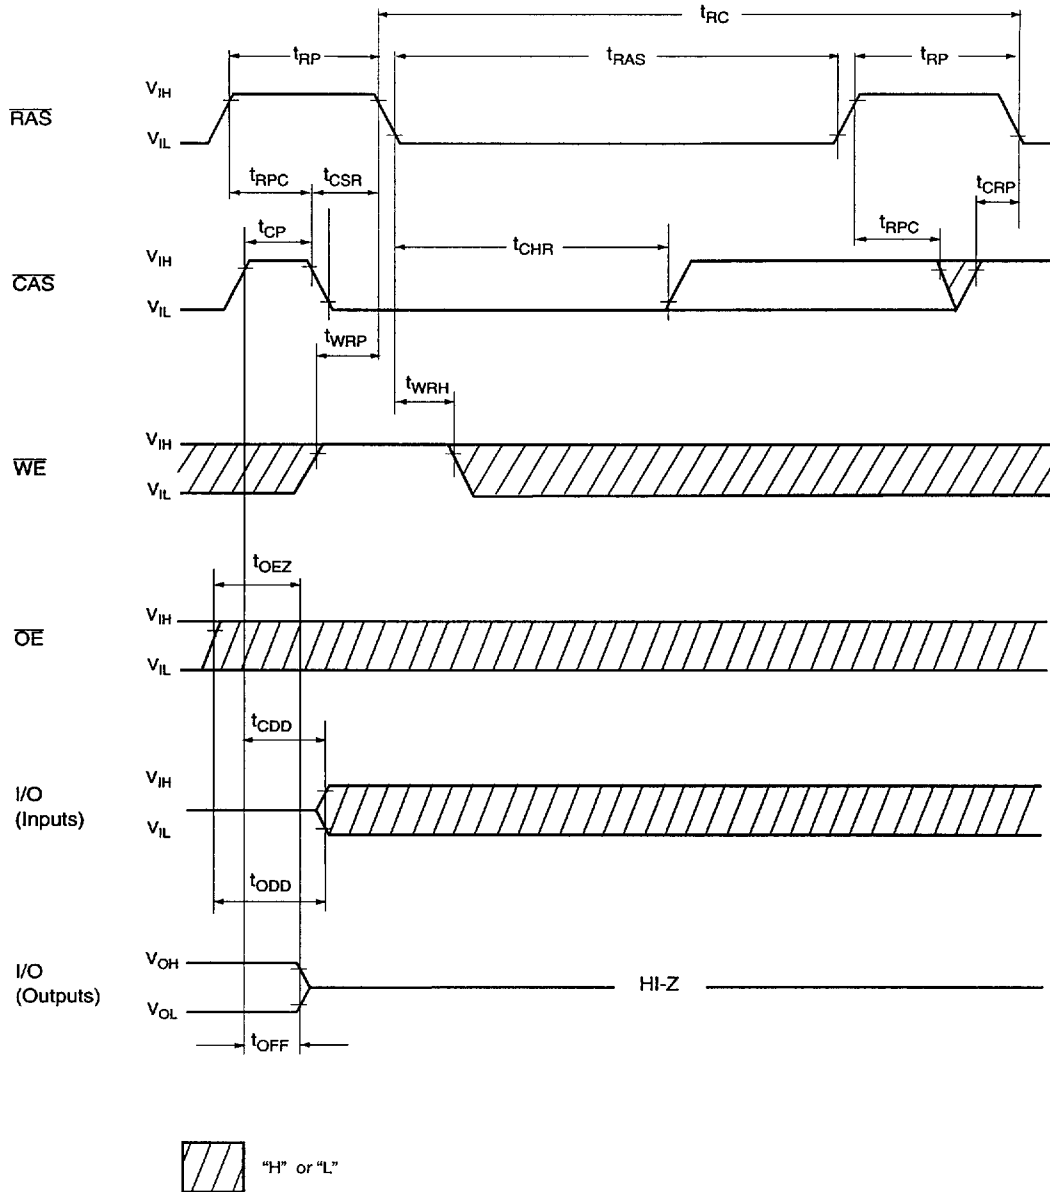 tRC
tRP tRAS tRP
VIH
RAS
VIL
tRPC tCSR tCRP
tCP tCHR tRPC
VIH
CAS
VIL
tWRP
tWRH
VIH
WE
VIL
tOEZ
VIH
OE
VIL
tCDD
VIH
I/O
(Inputs)
VIL
tODD
VOH
I/O
(Outputs)
HI-Z
VOL
tOFF
"H" or "L"